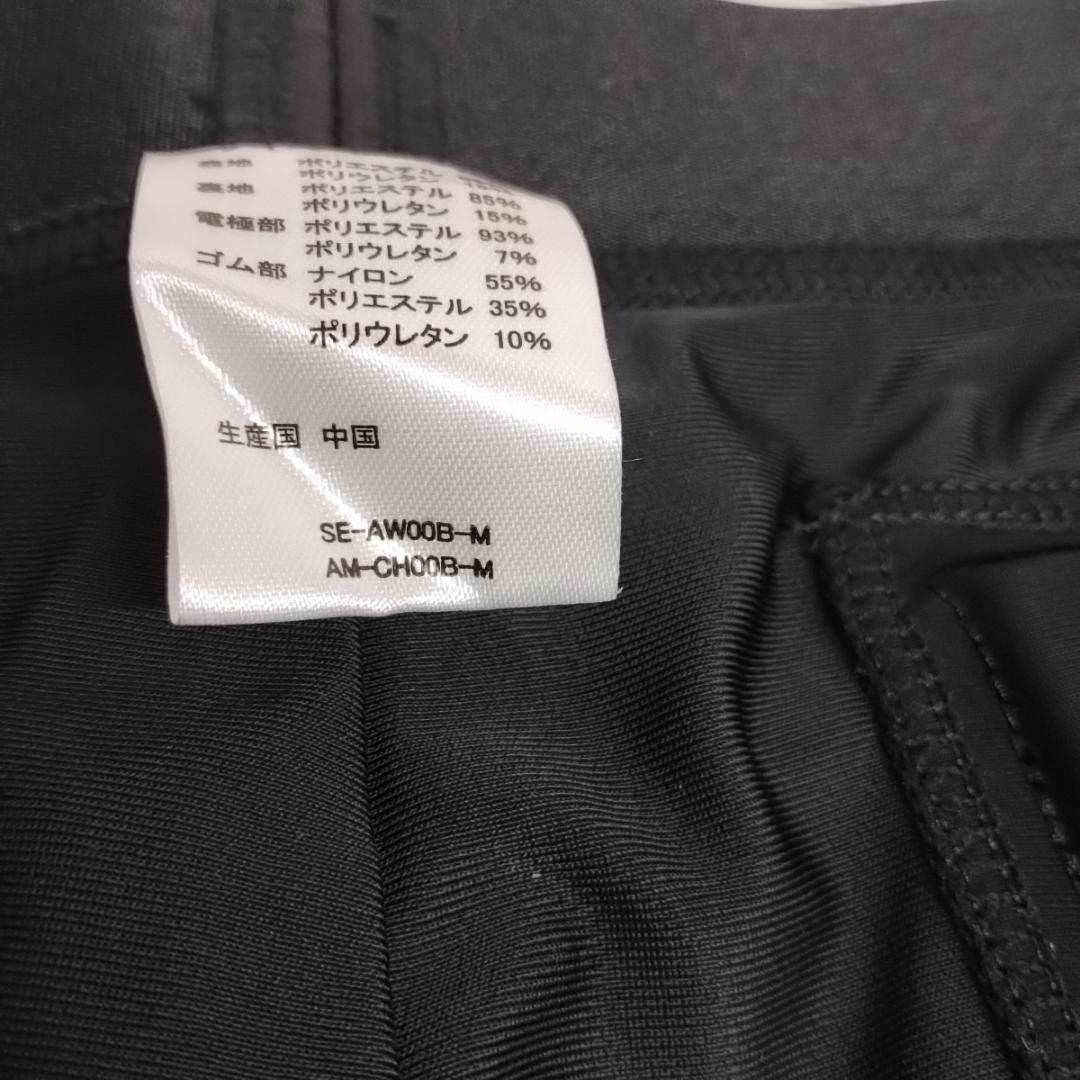 表地 ポリエステル
ポリウレタン 15%
裏地 ポリエステル 85%
ポリウレタン 15%
電極部 ポリエステル 93%
ポリウレタン 7%
ゴム部 ナイロン 55%
ポリエステル 35%
ポリウレタン 10%
生産国 中国
SE-AW00B-M
AM-CH00B-M